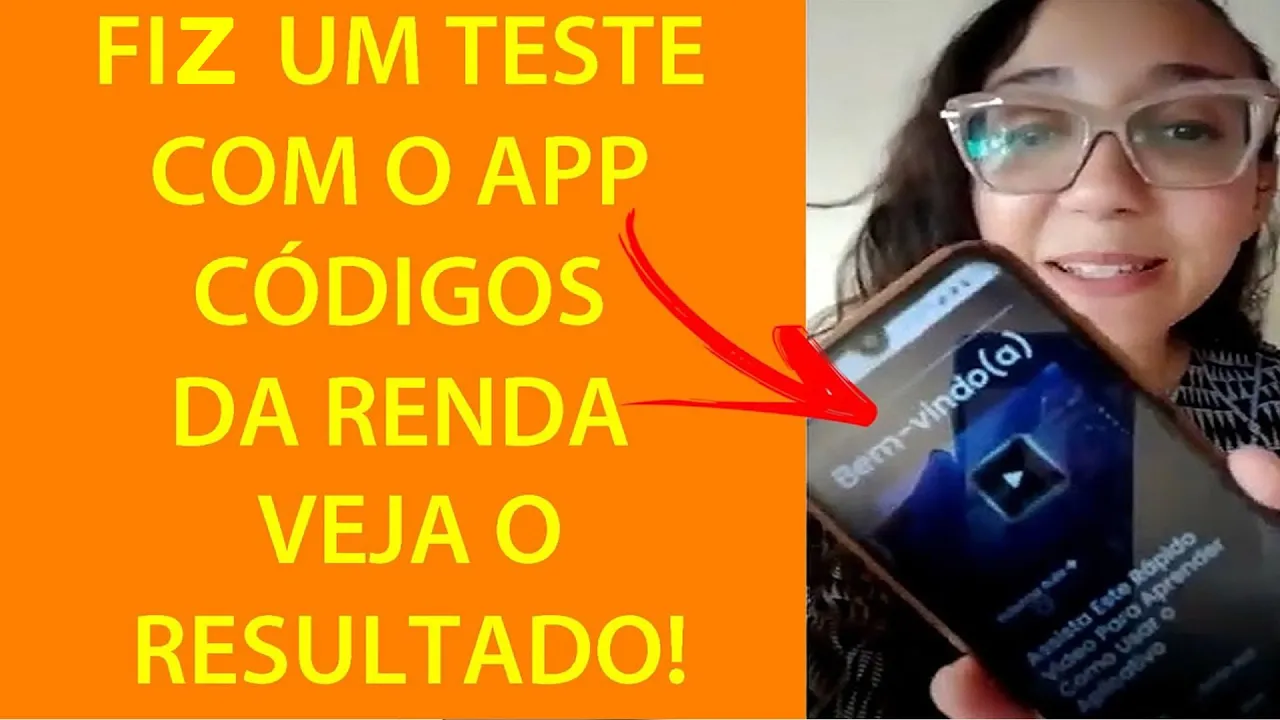 FIZ UM TESTE
COM O APP
CÓDIGOS
DA RENDA
VEJA O
RESULTADO!
Bem-vindo(a)
Assista Este Rápido
Vídeo Para Aprender
Como Usar o
Aplicativo